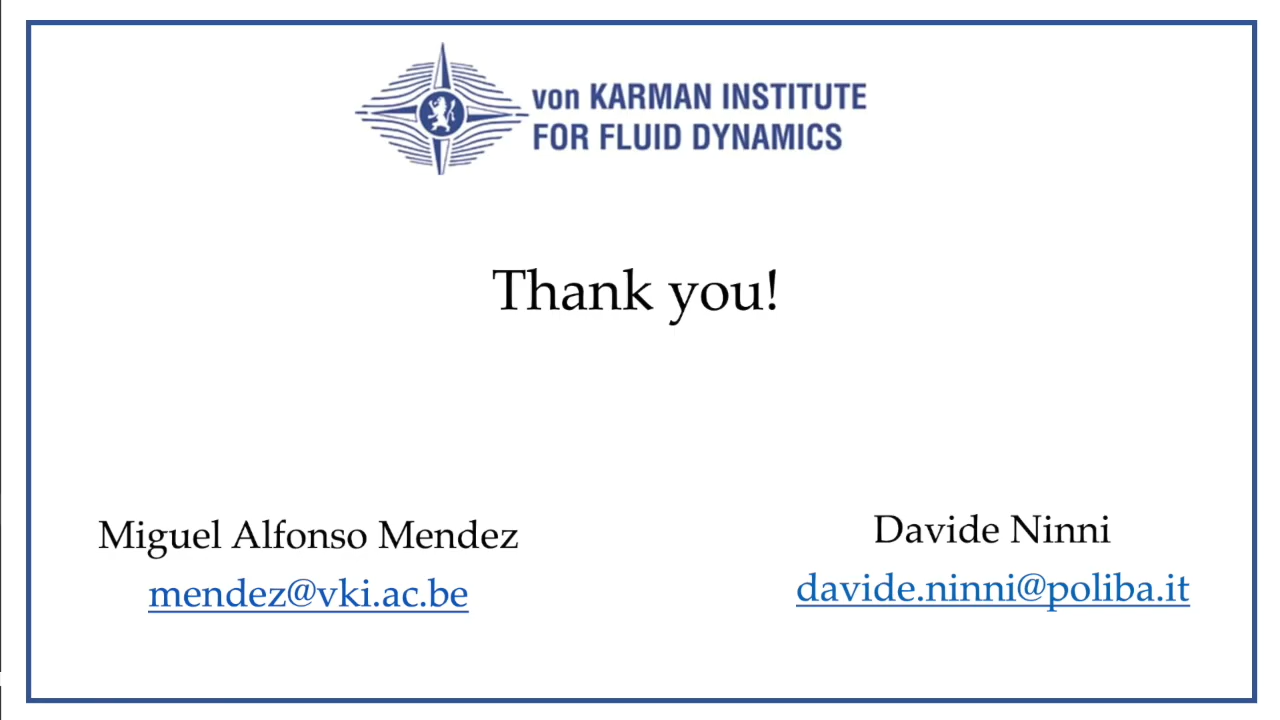 von KARMAN INSTITUTE
FOR FLUID DYNAMICS
Thank you!
Miguel Alfonso Mendez
mendez@vki.ac.be
Davide Ninni
davide.ninni@poliba.it